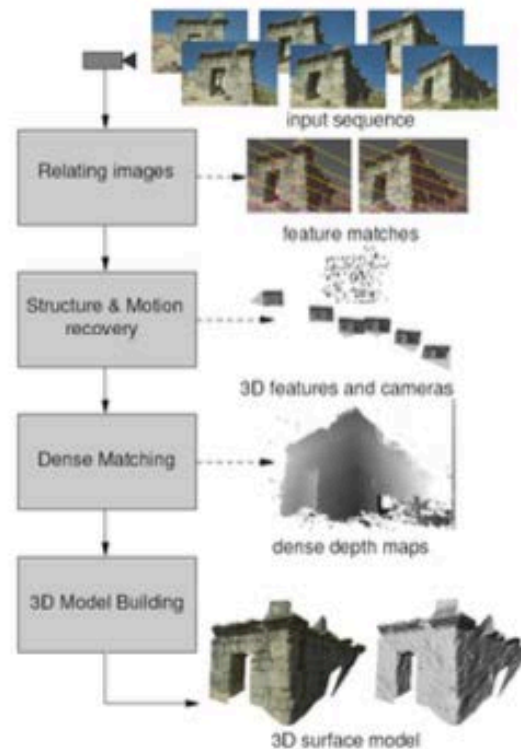 input sequence
Relating images
feature matches
Structure & Motion
recovery
3D features and cameras
Dense Matching
dense depth maps
3D Model Building
3D surface model